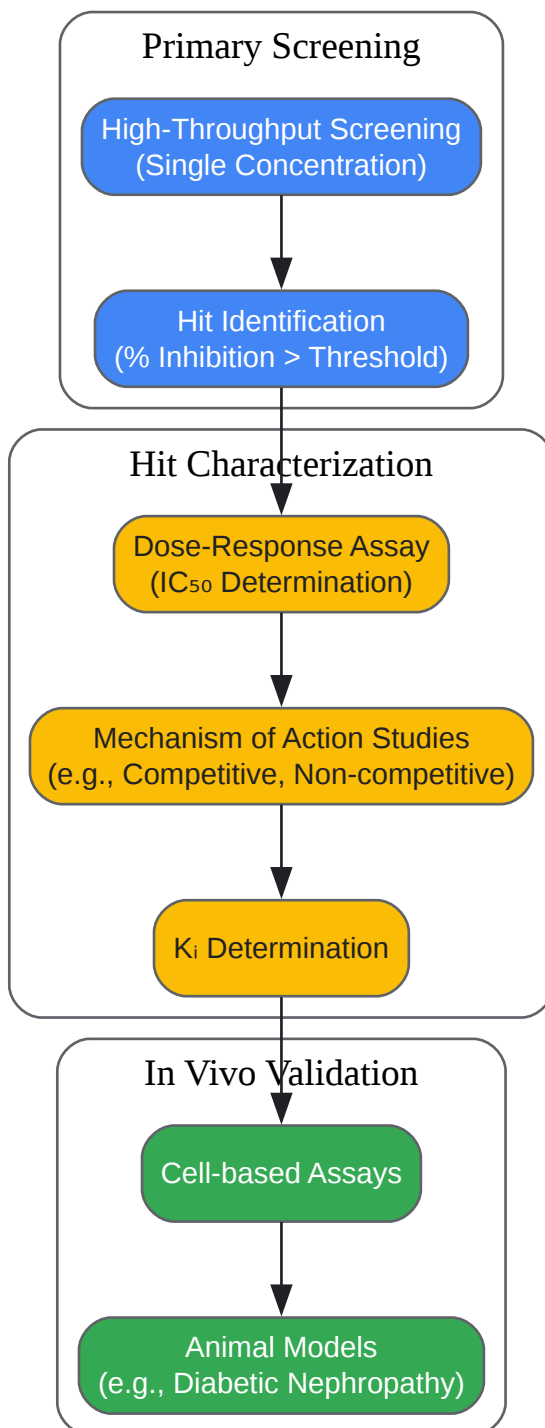 Primary Screening
High-Throughput Screening
(Single Concentration)
Hit Identification
(% Inhibition > Threshold)
Hit Characterization
Dose-Response Assay
(IC₅₀ Determination)
Mechanism of Action Studies
(e.g., Competitive, Non-competitive)
Kᵢ Determination
In Vivo Validation
Cell-based Assays
Animal Models
(e.g., Diabetic Nephropathy)